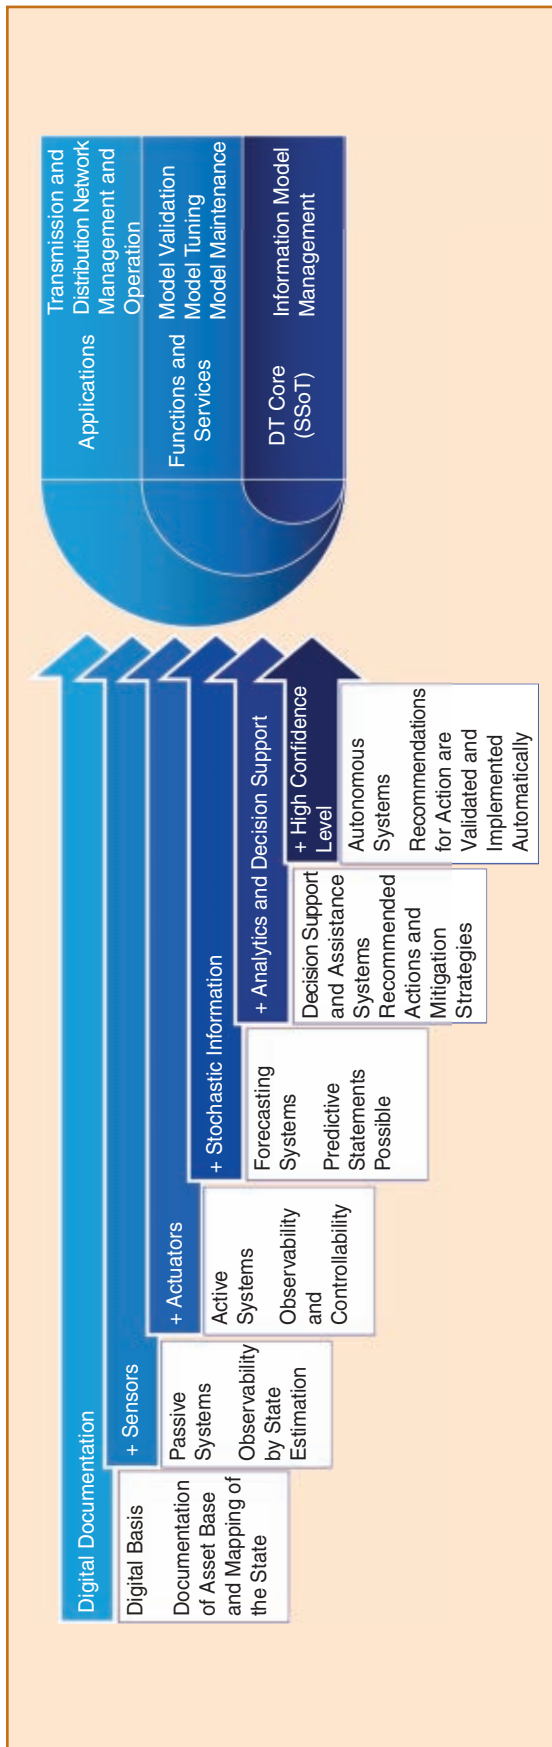 Digital Documentation
Digital Basis
Documentation
of Asset Base
and Mapping of
the State
+ Sensors
Passive
Systems
Observability
by State
Estimation
+ Actuators
Active
Systems
Observability
and
Controllability
+ Stochastic Information
Forecasting
Systems
Predictive
Statements
Possible
+ Analytics and Decision Support
Decision Support
and Assistance
Systems
Recommended
Actions and
Mitigation
Strategies
+ High Confidence
Level
Autonomous
Systems
Recommendations
for Action are
Validated and
Implemented
Automatically
Applications
Transmission and
Distribution Network
Management and
Operation
Functions and
Services
Model Validation
Model Tuning
Model Maintenance
DT Core
(SSoT)
Information Model
Management